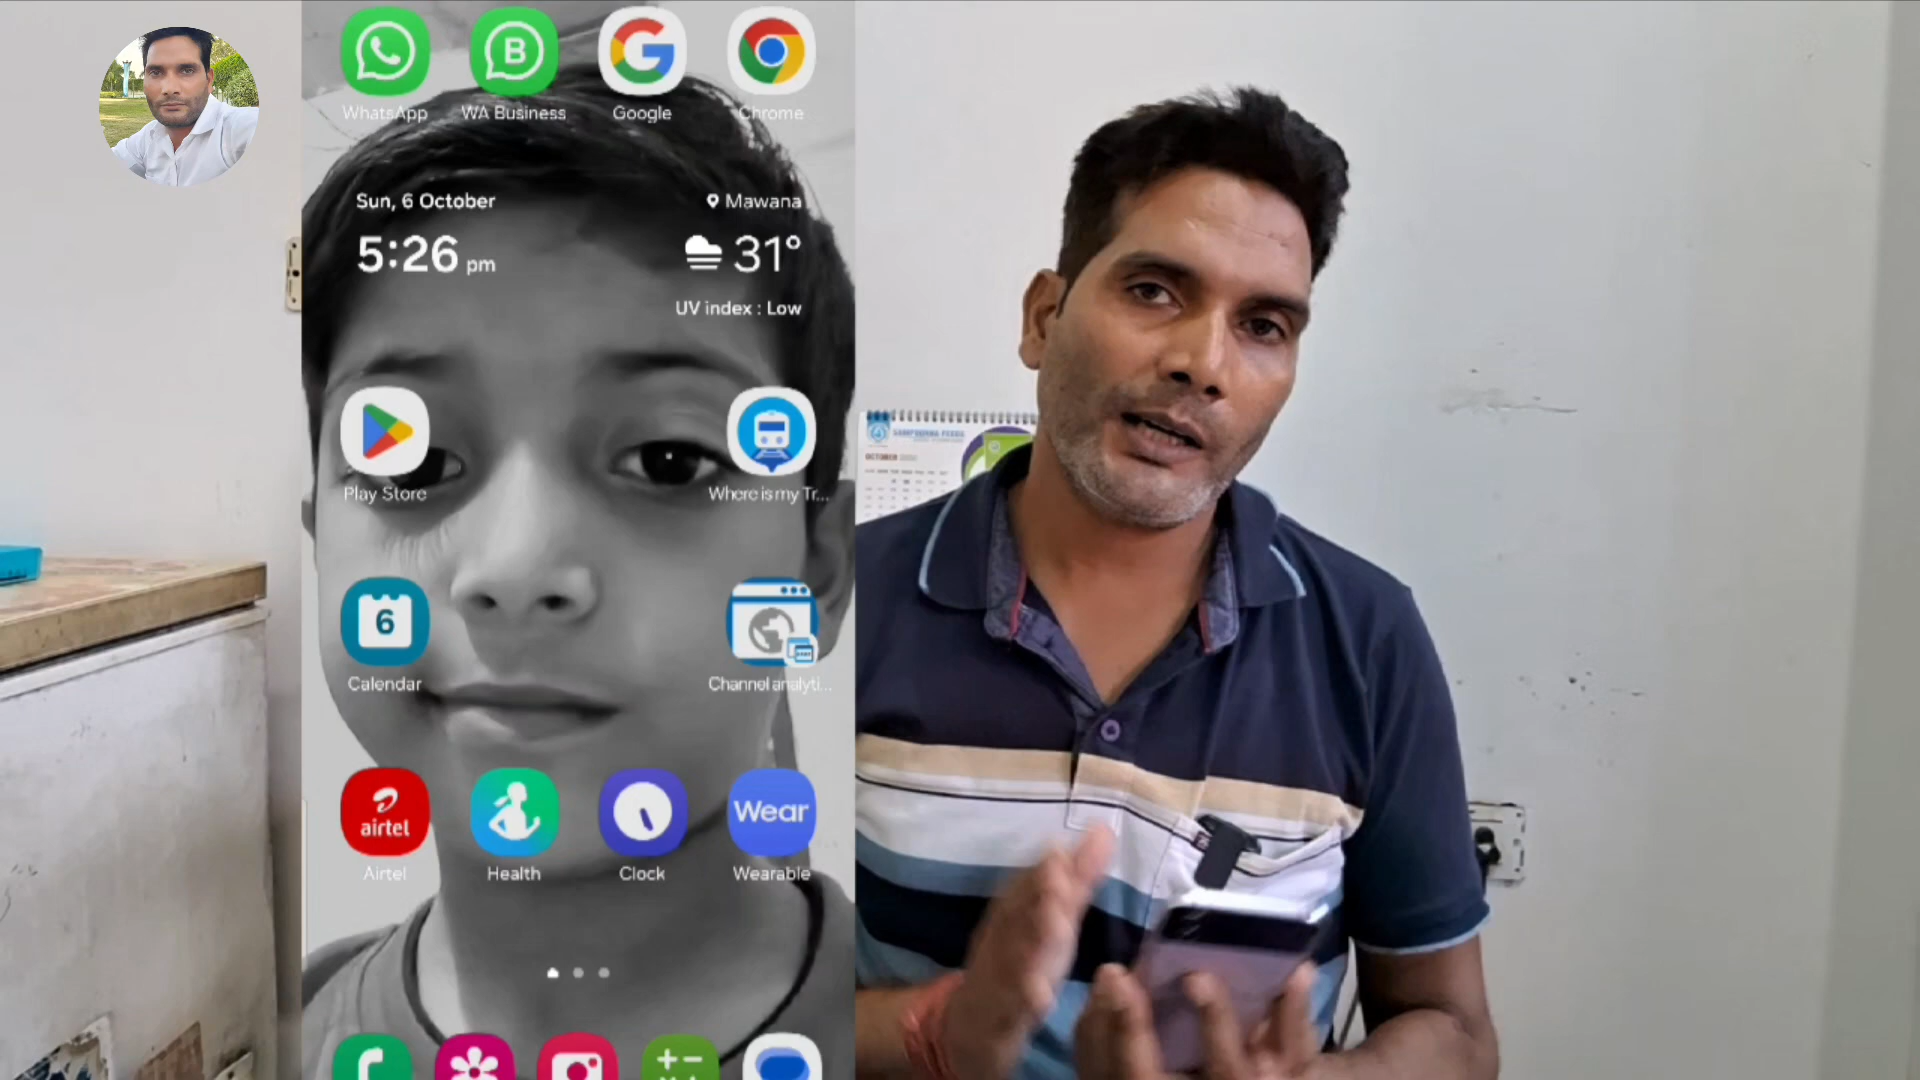 WhatsApp
WA Business
Google
Chrome
Sun, 6 October
Mawana
5:26 pm
31°
UV index : Low
Play Store
Where is my Tr...
6
Calendar
Channel analyti...
airtel
Wear
Airtel
Health
Clock
Wearable
OCTOBER